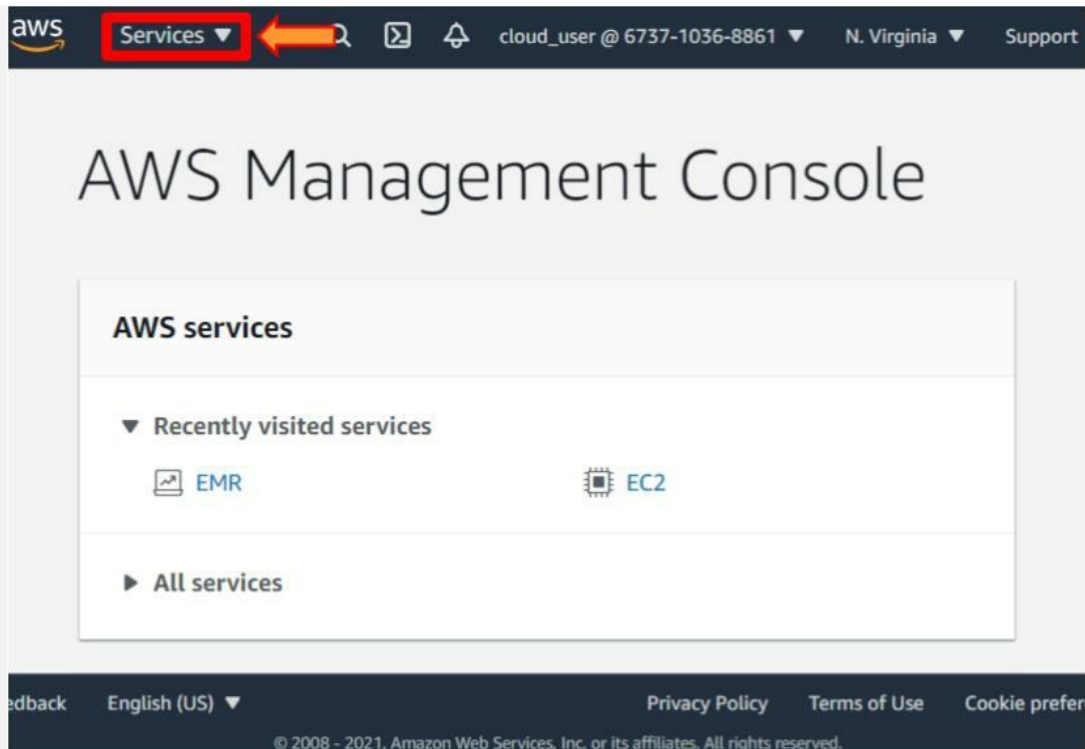 aws Services cloud_user @ 6737-1036-8861 N. Virginia Support
AWS Management Console
AWS services
Recently visited services
EMR EC2
All services
edback English (US) Privacy Policy Terms of Use Cookie prefer
© 2008 - 2021, Amazon Web Services, Inc. or its affiliates. All rights reserved.